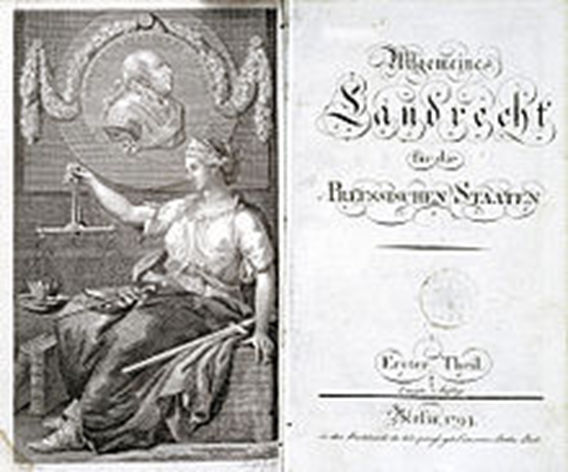 Allgemeines
Landrecht
für die
PREUSSISCHEN STAATEN
Erster Theil
Berlin, 1794